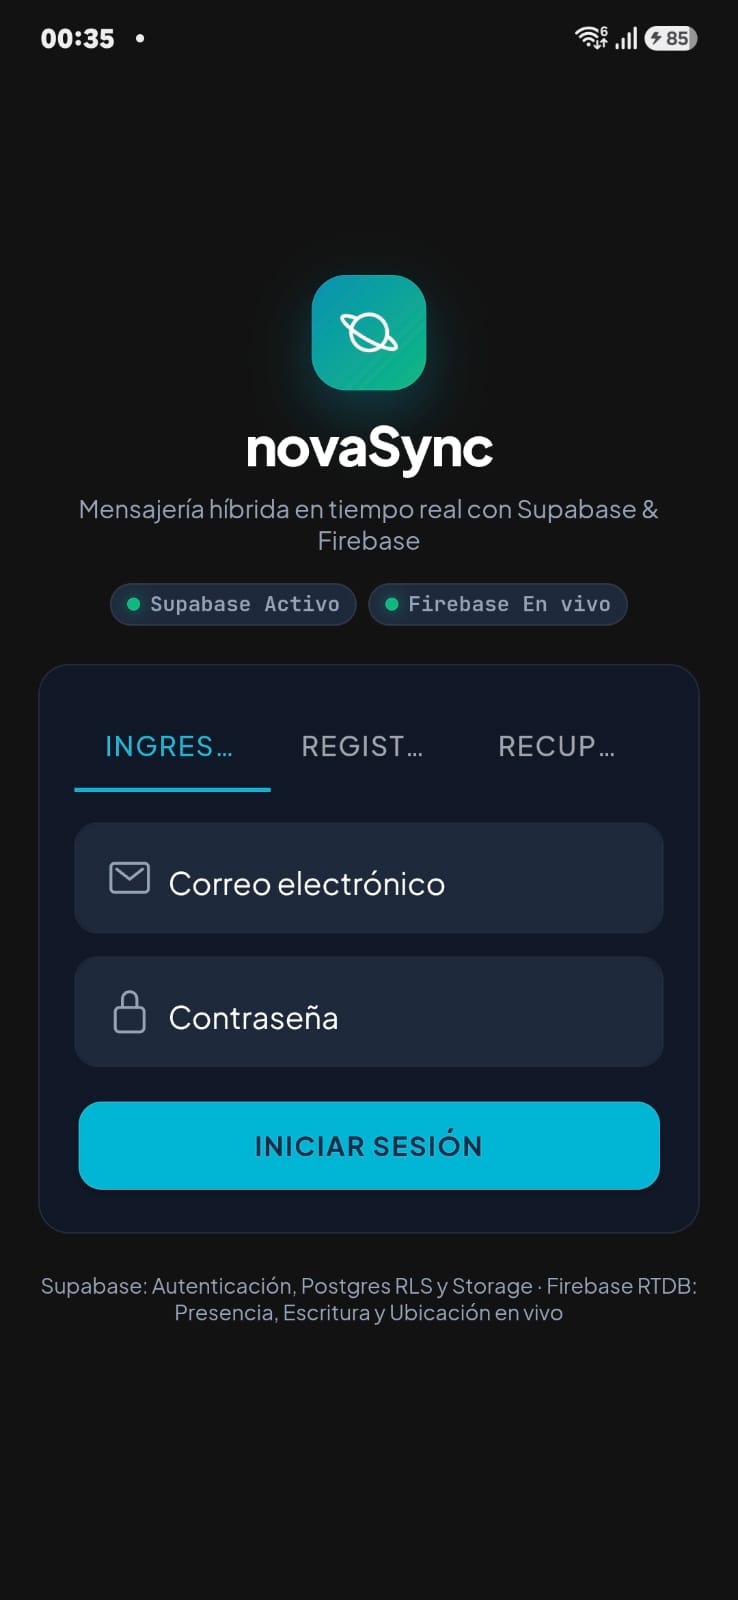 00:35
6
85
novaSync
Mensajería híbrida en tiempo real con Supabase &
Firebase
Supabase Activo
Firebase En vivo
INGRES...
REGIST...
RECUP...
Correo electrónico
Contraseña
INICIAR SESIÓN
Supabase: Autenticación, Postgres RLS y Storage · Firebase RTDB:
Presencia, Escritura y Ubicación en vivo